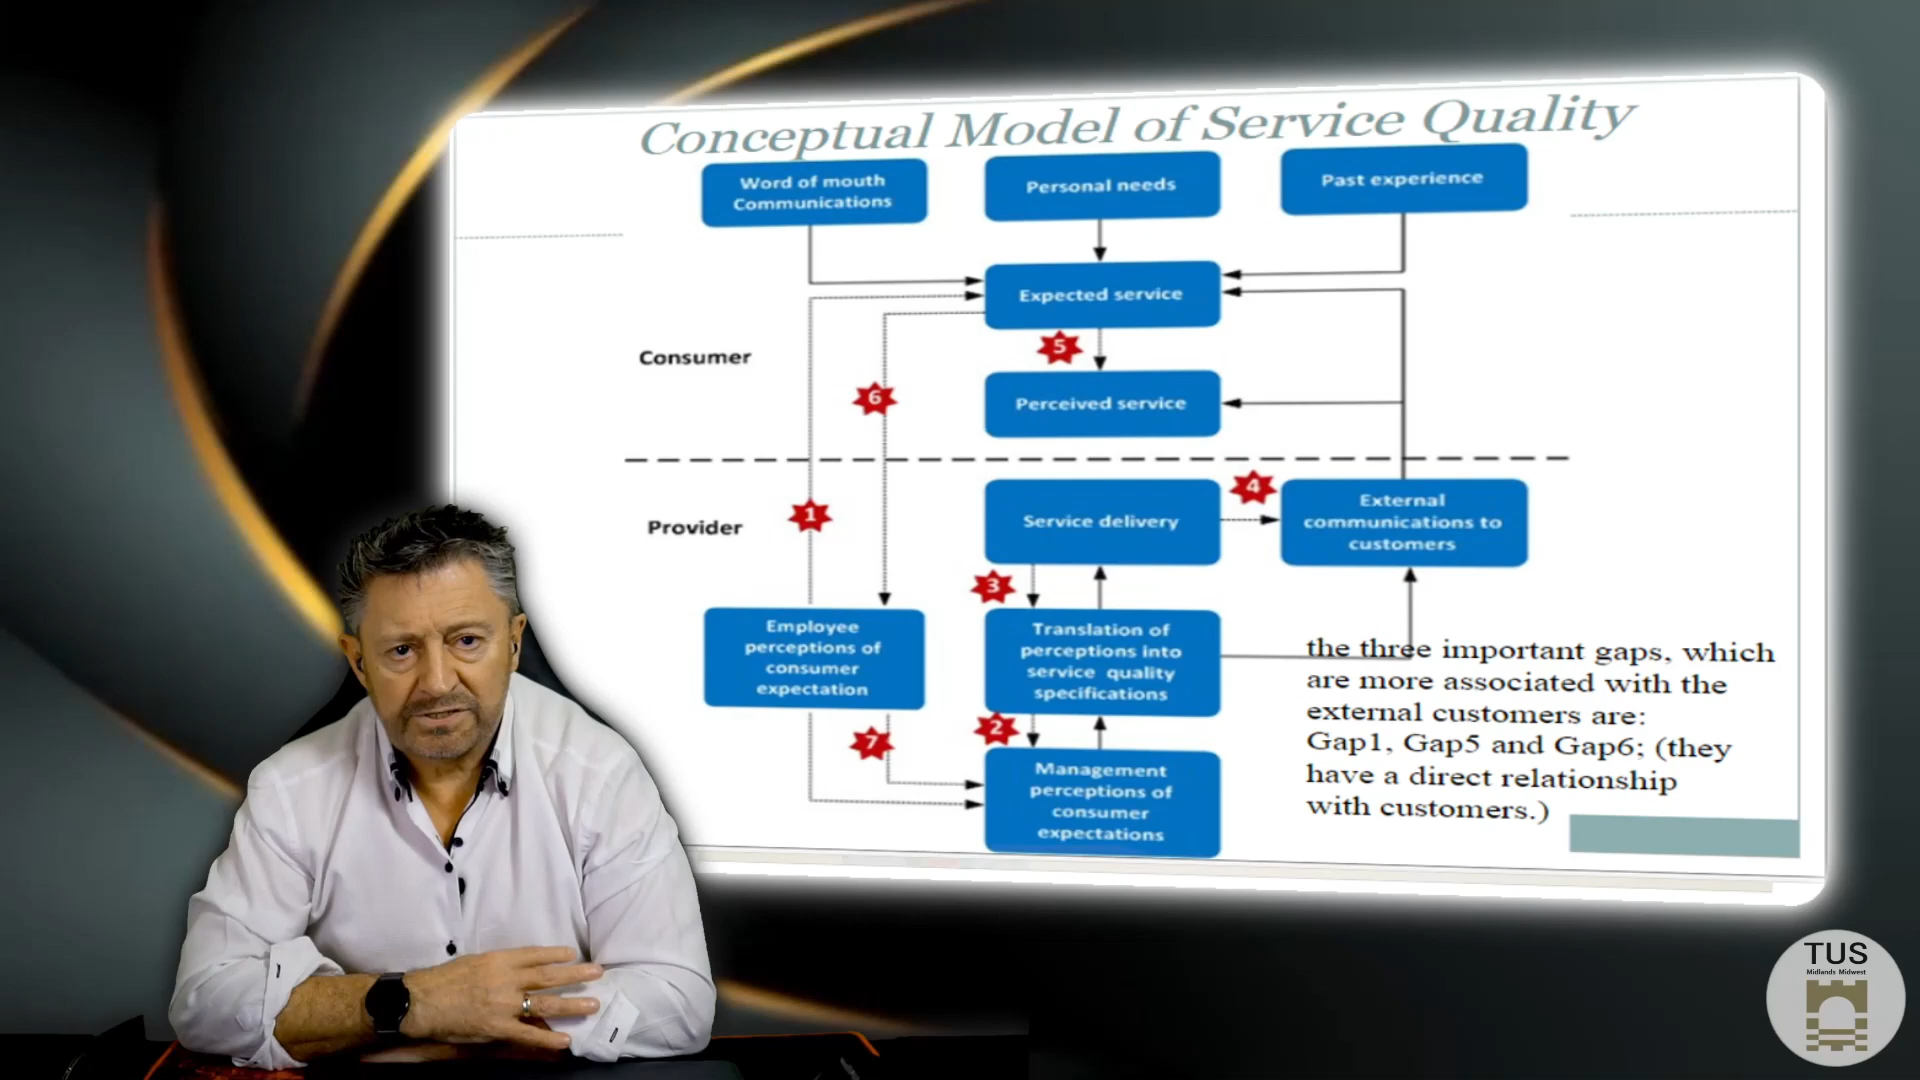 Conceptual Model of Service Quality
Word of mouth
Communications
Personal needs
Past experience
Expected service
5
Consumer
6
Perceived service
4
1
Provider
Service delivery
External
communications to
customers
3
Employee
perceptions of
consumer
expectation
Translation of
perceptions into
service quality
specifications
2
7
Management
perceptions of
consumer
expectations
the three important gaps, which
are more associated with the
external customers are:
Gap1, Gap5 and Gap6; (they
have a direct relationship
with customers.)
TUS
Midlands Midwest